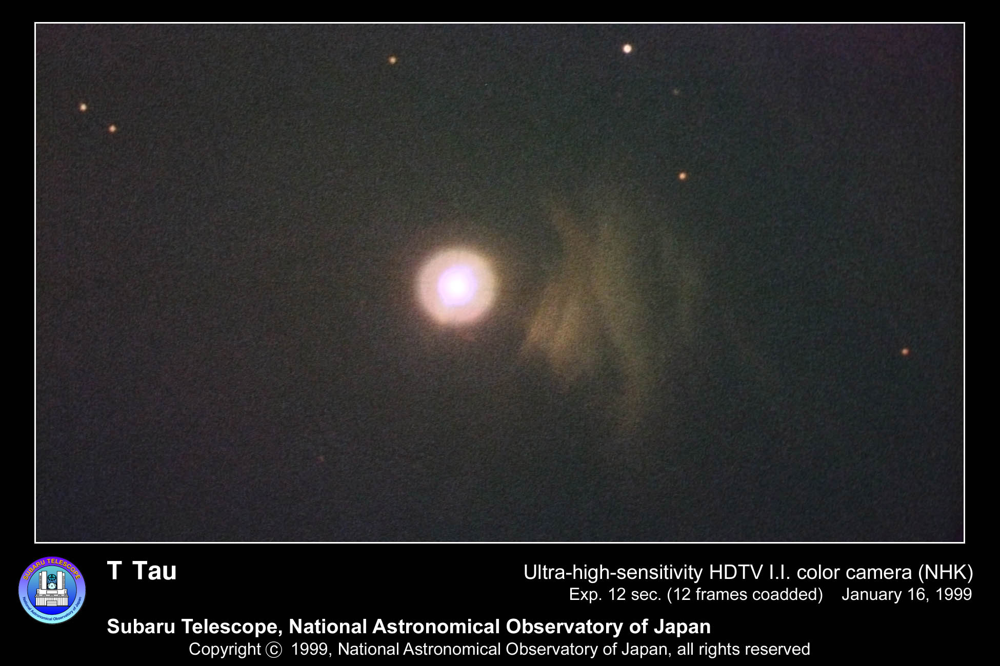 T Tau
Ultra-high-sensitivity HDTV I.I. color camera (NHK)
Exp. 12 sec. (12 frames coadded) January 16, 1999
SUBARU TELESCOPE
National Astronomical Observatory of Japan
Subaru Telescope, National Astronomical Observatory of Japan
Copyright ⓒ 1999, National Astronomical Observatory of Japan, all rights reserved